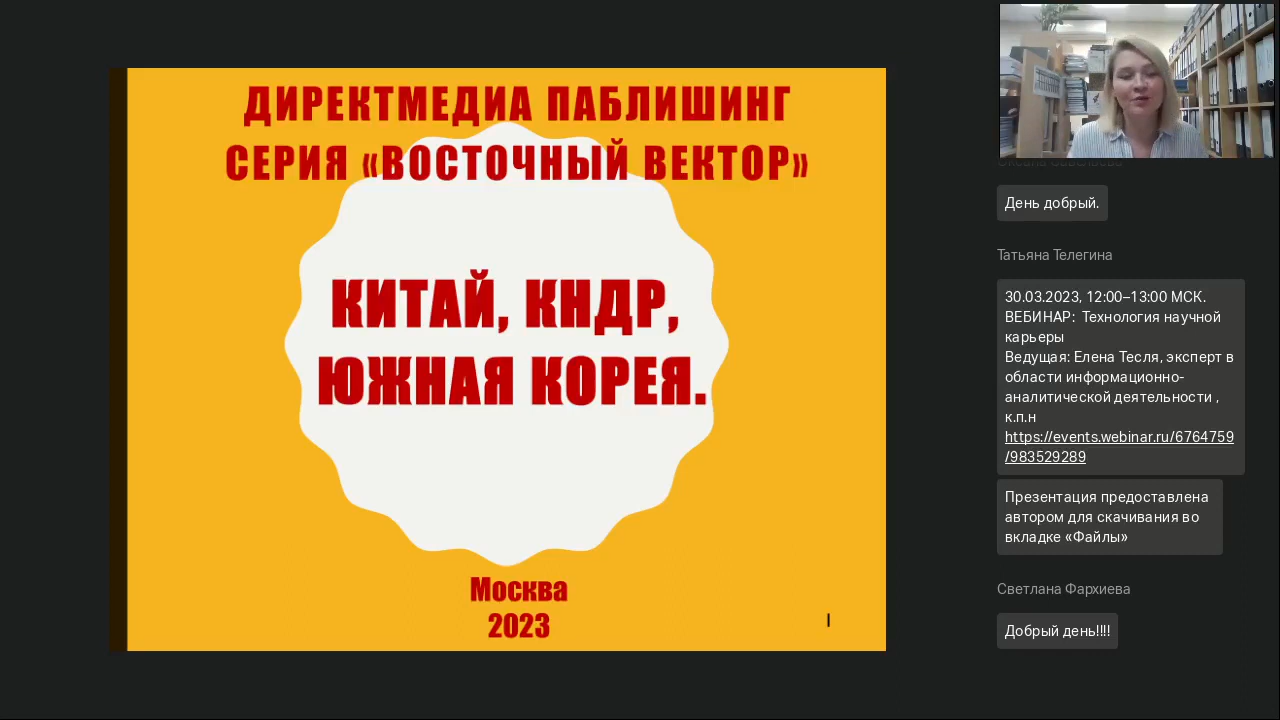 ДИРЕКТМЕДИА ПАБЛИШИНГ
СЕРИЯ «ВОСТОЧНЫЙ ВЕКТОР»
КИТАЙ, КНДР,
ЮЖНАЯ КОРЕЯ.
Москва
2023
День добрый.
Татьяна Телегина
30.03.2023, 12:00–13:00 МСК.
ВЕБИНАР: Технология научной
карьеры
Ведущая: Елена Тесля, эксперт в
области информационно-
аналитической деятельности ,
к.п.н
https://events.webinar.ru/6764759
/983529289
Презентация предоставлена
автором для скачивания во
вкладке «Файлы»
Светлана Фархиева
Добрый день!!!!